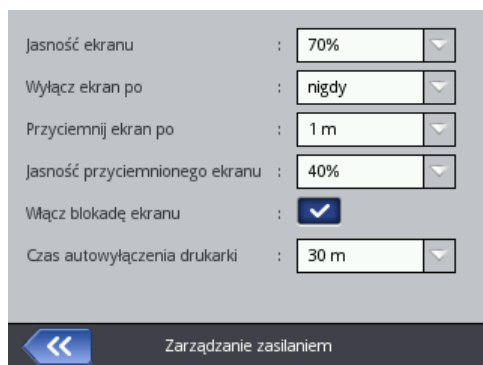 Jasność ekranu : 70%
Wyłącz ekran po : nigdy
Przyciemnij ekran po : 1 m
Jasność przyciemnionego ekranu : 40%
Włącz blokadę ekranu :
Czas autowyłączenia drukarki : 30 m
Zarządzanie zasilaniem